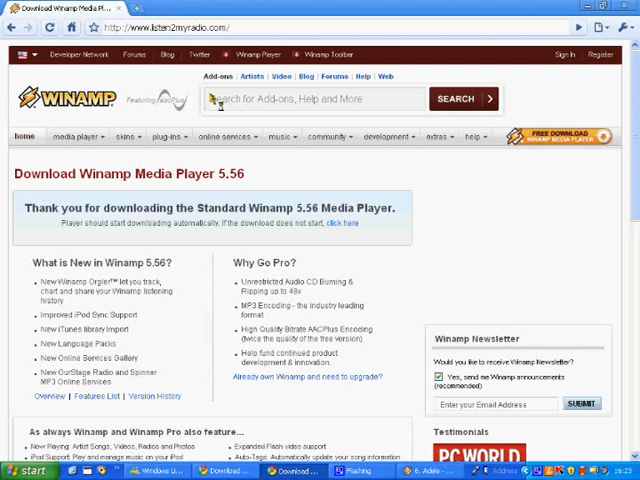 Download Winamp Media Pl...
http://www.listen2myradio.com/
Developer Network Forums Blog Twitter Winamp Player Winamp Toolbar Sign In Register
WINAMP Featuring aacPlus
Add-ons Artists Video Blog Forums Help Web
Search for Add-ons, Help and More SEARCH
home media player skins plug-ins online services music community development extras help
FREE DOWNLOAD
WINAMP MEDIA PLAYER
Download Winamp Media Player 5.56
Thank you for downloading the Standard Winamp 5.56 Media Player.
Player should start downloading automatically. If the download does not start, click here
What is New in Winamp 5.56?
New Winamp Orgler™ let you track,
chart and share your Winamp listening
history
Improved iPod Sync Support
New iTunes library Import
New Language Packs
New Online Services Gallery
New OurStage Radio and Spinner
MP3 Online Services
Overview | Features List | Version History
Why Go Pro?
Unrestricted Audio CD Burning &
Ripping up to 48x
MP3 Encoding - the industry leading
format
High Quality Bitrate AACPlus Encoding
(twice the quality of the free version).
Help fund continued product
development & innovation.
Already own Winamp and need to upgrade?
Winamp Newsletter
Would you like to receive Winamp Newsletter?
Yes, send me Winamp announcements
(recommended)
Enter your Email Address SUBMIT
As always Winamp and Winamp Pro also feature...
Now Playing: Artist Songs, Videos, Radios and Photos
iPod Support: Play and manage music on your iPod
Expanded Flash video support
Auto-Tags: Automatically update your song information
Testimonials
PC WORLD
start Windows Li... Download ... Download ... Flashing 6. Adele - ... Address 16:23